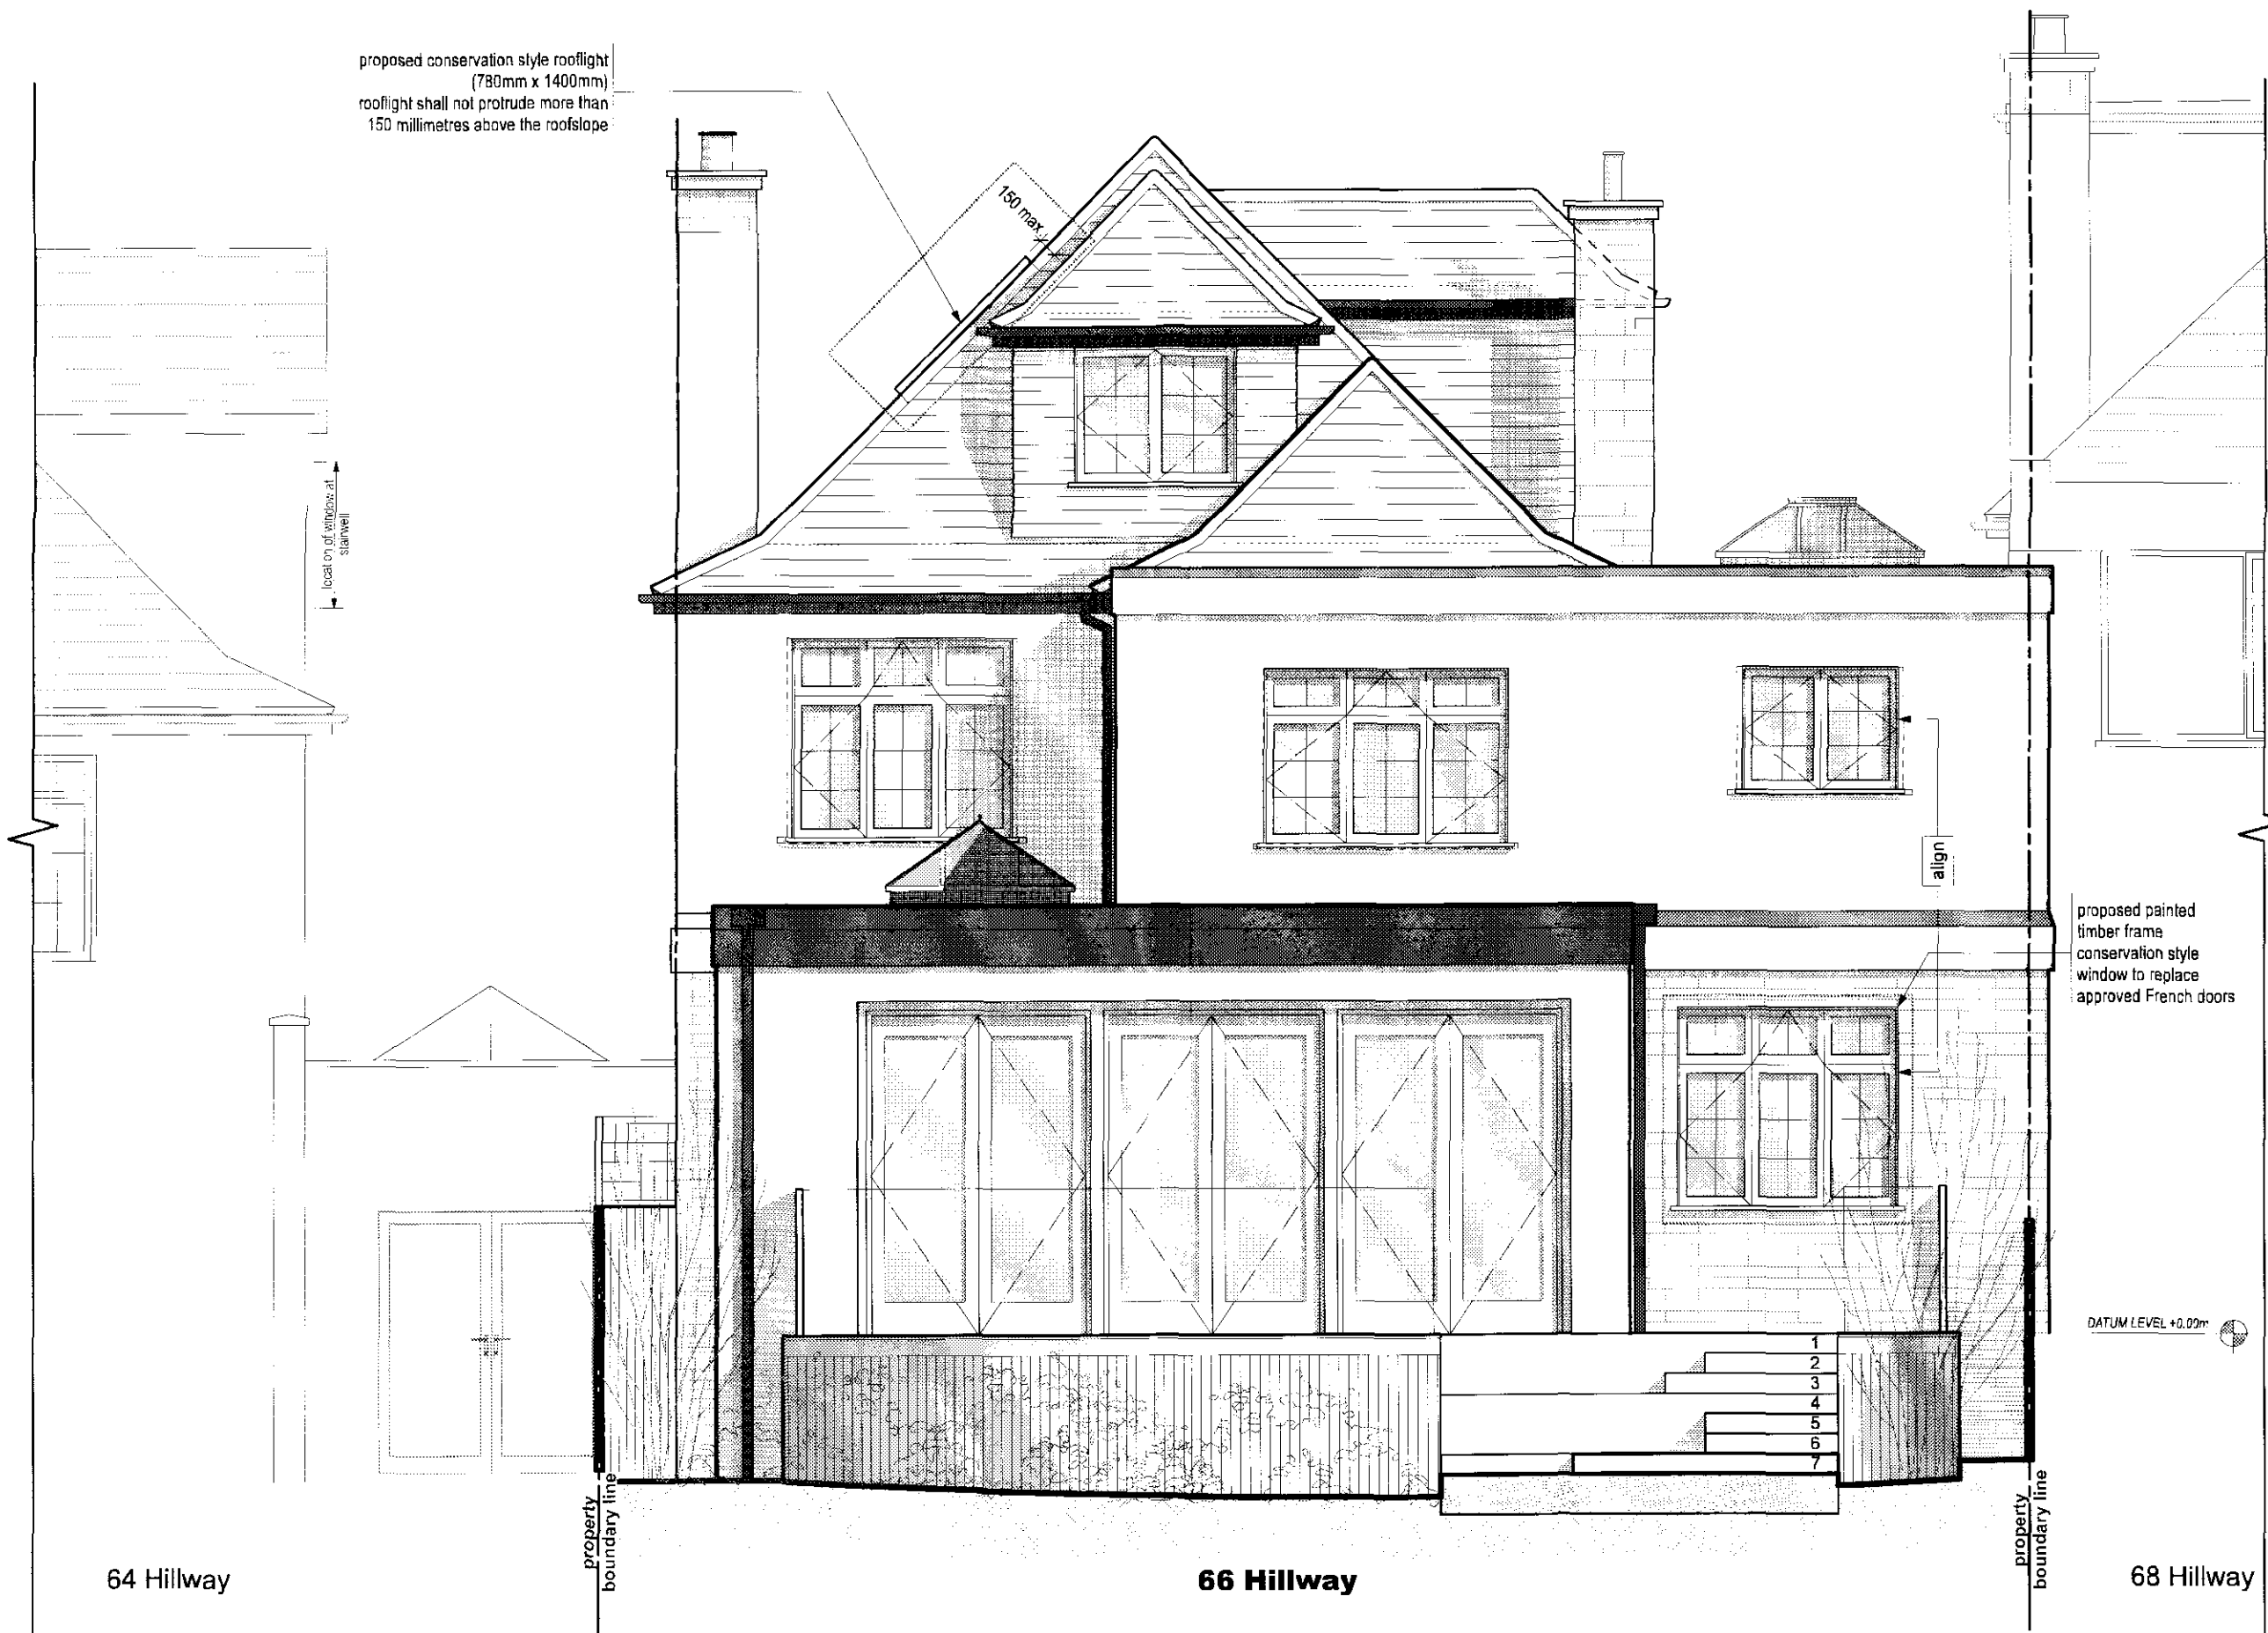 proposed conservation style rooflight
(780mm x 1400mm)
rooflight shall not protrude more than
150 millimetres above the roofslope
150 max
location of window at
stairwell
align
proposed painted
timber frame
conservation style
window to replace
approved French doors
DATUM LEVEL +0.00m
1
2
3
4
5
6
7
property
boundary line
property
boundary line
64 Hillway
66 Hillway
68 Hillway